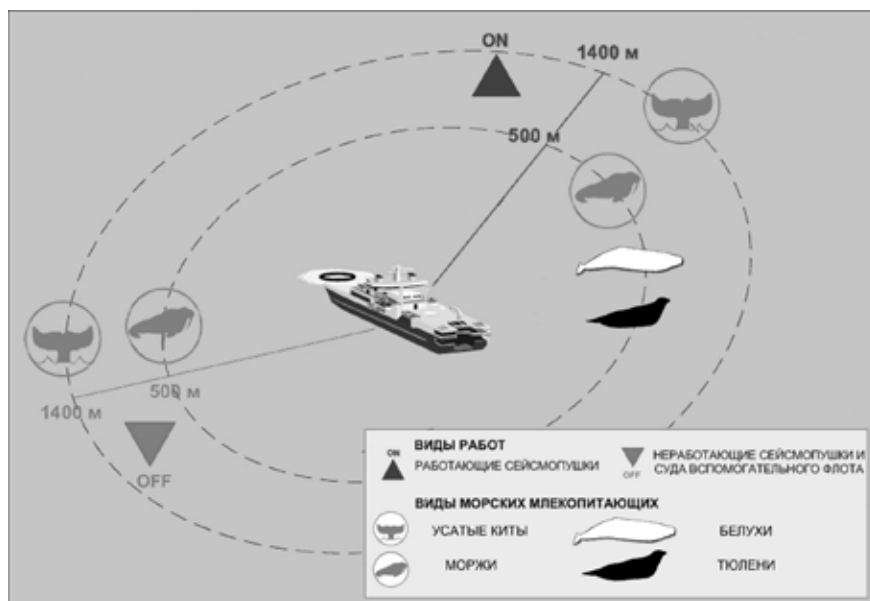 ON
1400 м
500 м
500 м
1400 м
OFF
ВИДЫ РАБОТ
ON
РАБОТАЮЩИЕ СЕЙСМОПУШКИ
OFF
НЕРАБОТАЮЩИЕ СЕЙСМОПУШКИ И
СУДА ВСПОМОГАТЕЛЬНОГО ФЛОТА
ВИДЫ МОРСКИХ МЛЕКОПИТАЮЩИХ
УСАТЫЕ КИТЫ
БЕЛУХИ
МОРЖИ
ТЮЛЕНИ